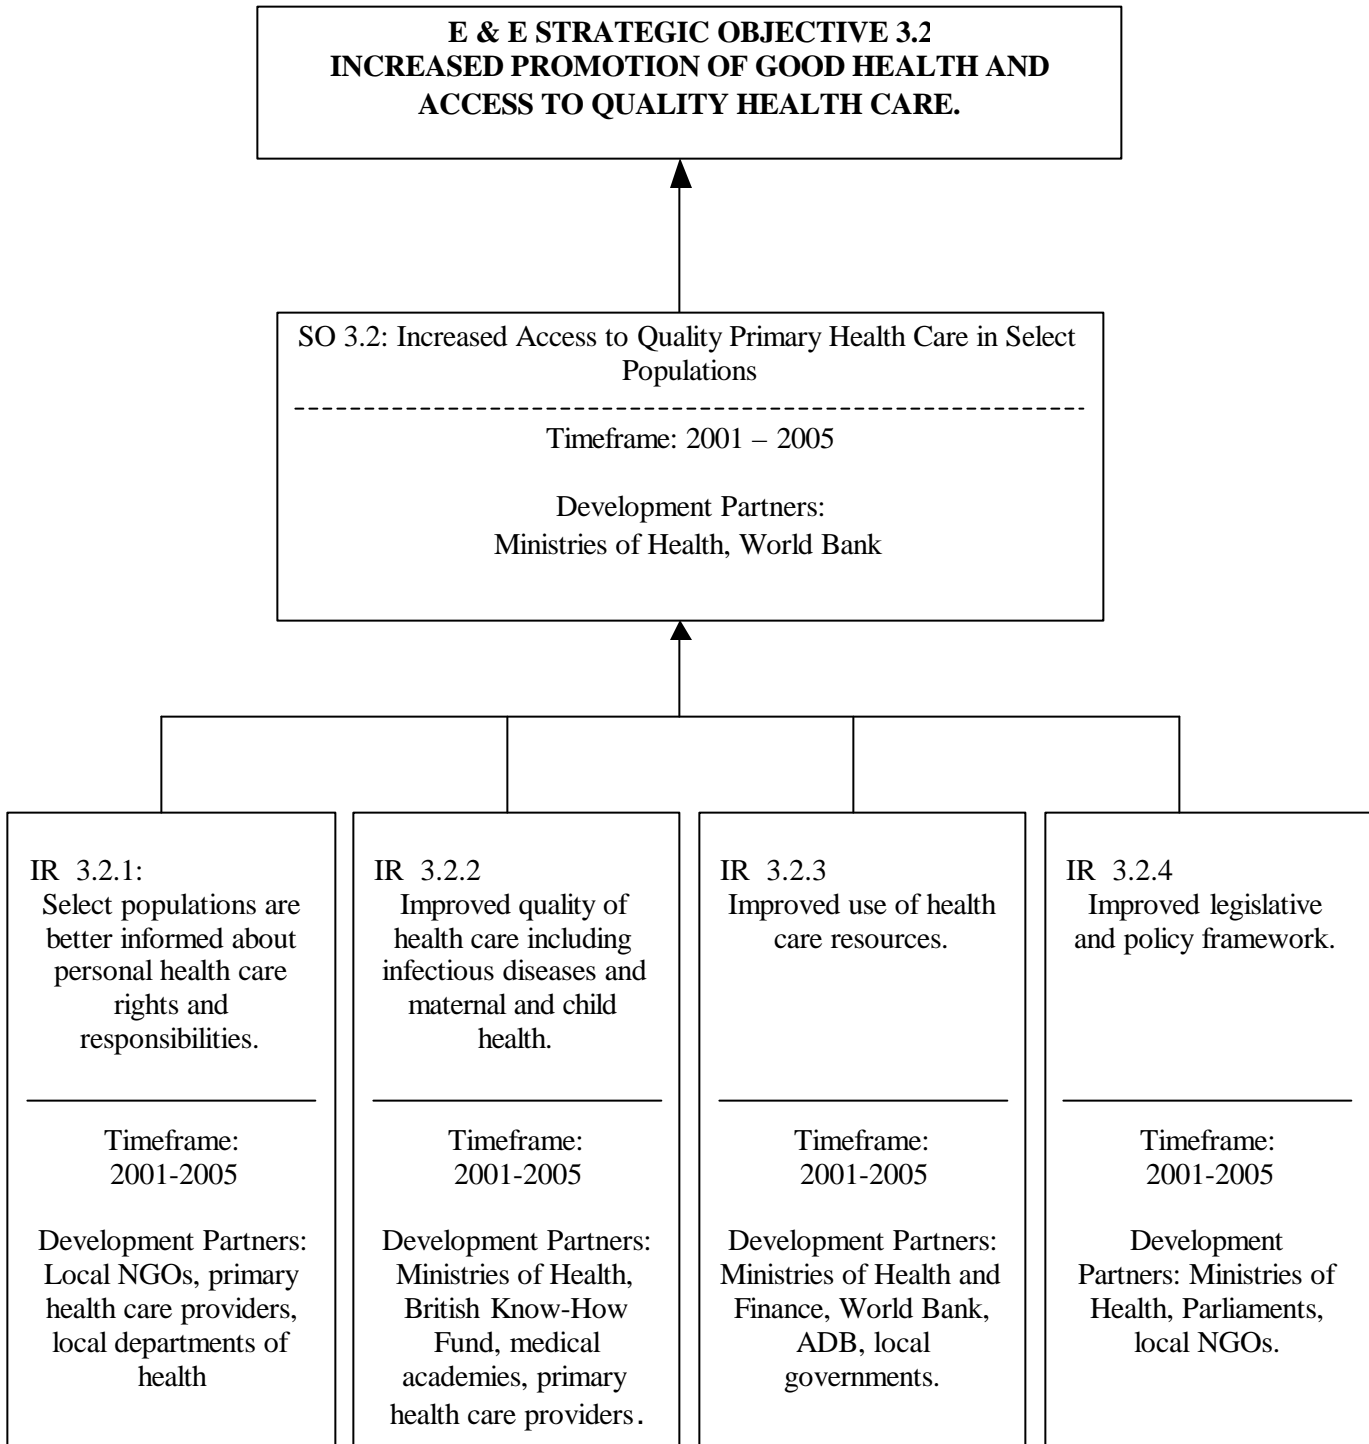 E & E STRATEGIC OBJECTIVE 3.2
INCREASED PROMOTION OF GOOD HEALTH AND
ACCESS TO QUALITY HEALTH CARE.
SO 3.2: Increased Access to Quality Primary Health Care in Select
Populations
Timeframe: 2001 – 2005
Development Partners:
Ministries of Health, World Bank
IR 3.2.1:
Select populations are
better informed about
personal health care
rights and
responsibilities.
Timeframe:
2001-2005
Development Partners:
Local NGOs, primary
health care providers,
local departments of
health
IR 3.2.2
Improved quality of
health care including
infectious diseases and
maternal and child
health.
Timeframe:
2001-2005
Development Partners:
Ministries of Health,
British Know-How
Fund, medical
academies, primary
health care providers.
IR 3.2.3
Improved use of health
care resources.
Timeframe:
2001-2005
Development Partners:
Ministries of Health and
Finance, World Bank,
ADB, local
governments.
IR 3.2.4
Improved legislative
and policy framework.
Timeframe:
2001-2005
Development
Partners: Ministries of
Health, Parliaments,
local NGOs.